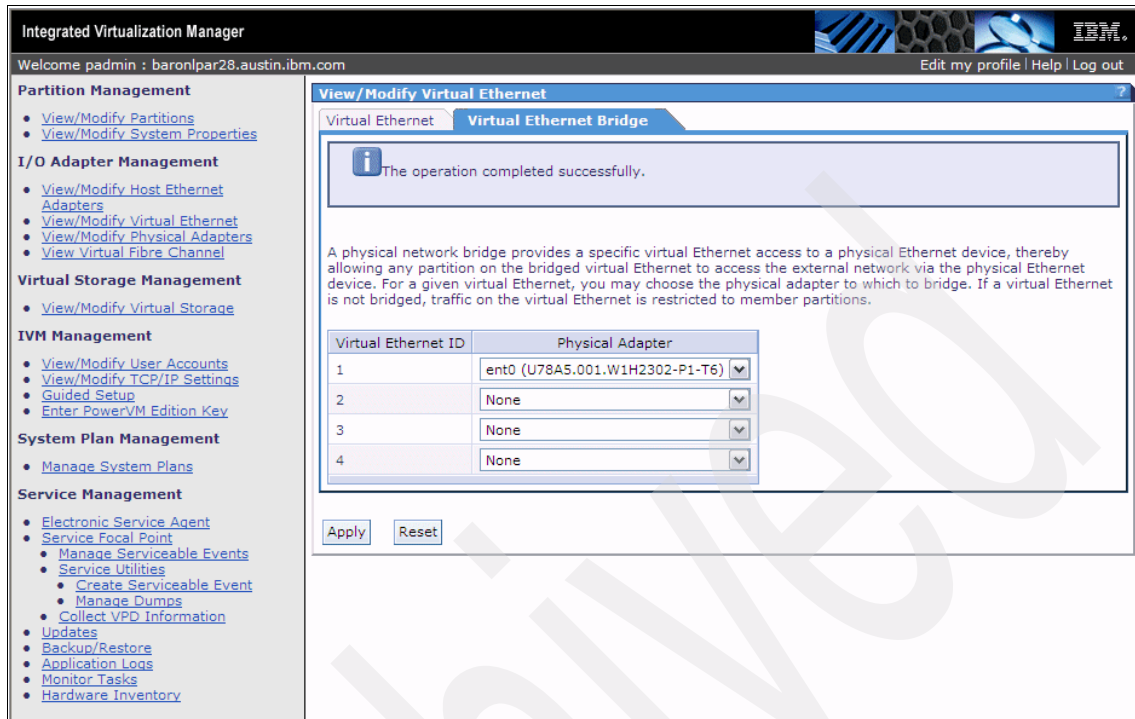 Integrated Virtualization Manager
IBM.
Welcome padmin : baronlpar28.austin.ibm.com
Edit my profile | Help | Log out
Partition Management
View/Modify Partitions
View/Modify System Properties
I/O Adapter Management
View/Modify Host Ethernet
Adapters
View/Modify Virtual Ethernet
View/Modify Physical Adapters
View Virtual Fibre Channel
Virtual Storage Management
View/Modify Virtual Storage
IVM Management
View/Modify User Accounts
View/Modify TCP/IP Settings
Guided Setup
Enter PowerVM Edition Key
System Plan Management
Manage System Plans
Service Management
Electronic Service Agent
Service Focal Point
Manage Serviceable Events
Service Utilities
Create Serviceable Event
Manage Dumps
Collect VPD Information
Updates
Backup/Restore
Application Logs
Monitor Tasks
Hardware Inventory
View/Modify Virtual Ethernet
?
Virtual Ethernet
Virtual Ethernet Bridge
i
The operation completed successfully.
A physical network bridge provides a specific virtual Ethernet access to a physical Ethernet device, thereby
allowing any partition on the bridged virtual Ethernet to access the external network via the physical Ethernet
device. For a given virtual Ethernet, you may choose the physical adapter to which to bridge. If a virtual Ethernet
is not bridged, traffic on the virtual Ethernet is restricted to member partitions.
Virtual Ethernet ID Physical Adapter
1 ent0 (U78A5.001.W1H2302-P1-T6)
2 None
3 None
4 None
Apply Reset